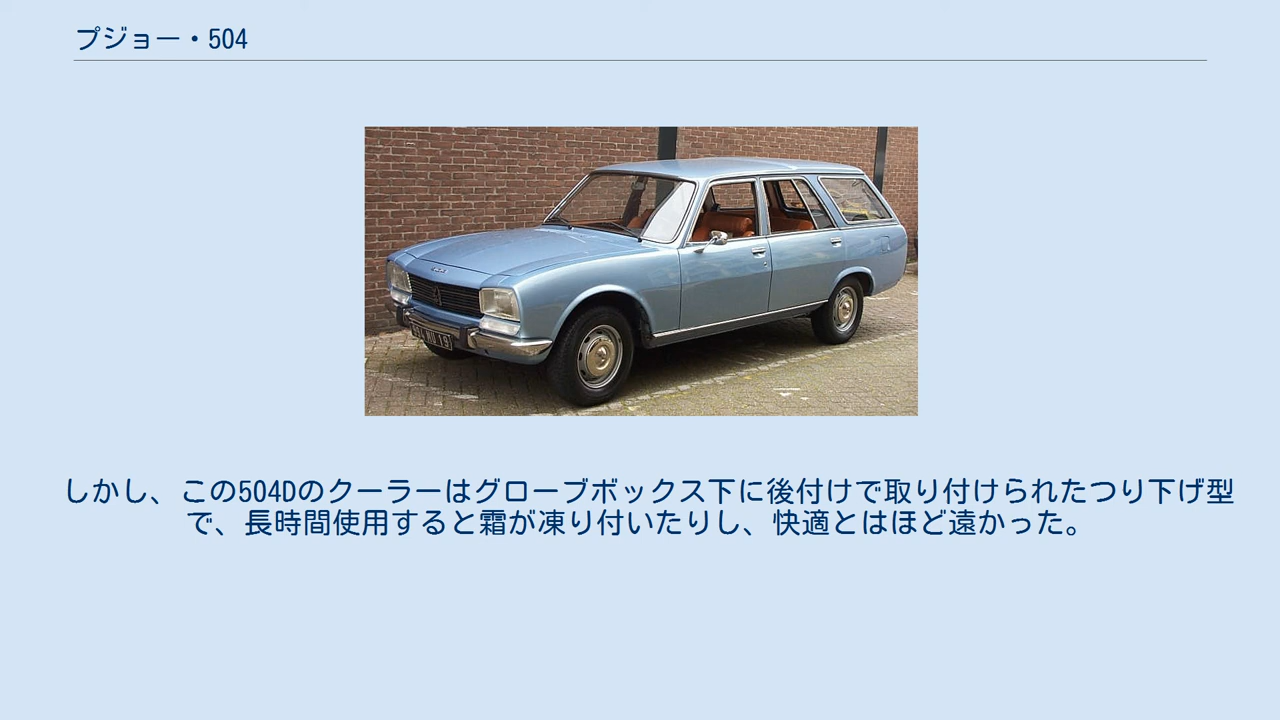 プジョー・504
しかし、この504Dのクーラーはグローブボックス下に後付けで取り付けられたつり下げ型
で、長時間使用すると霜が凍り付いたりし、快適とはほど遠かった。